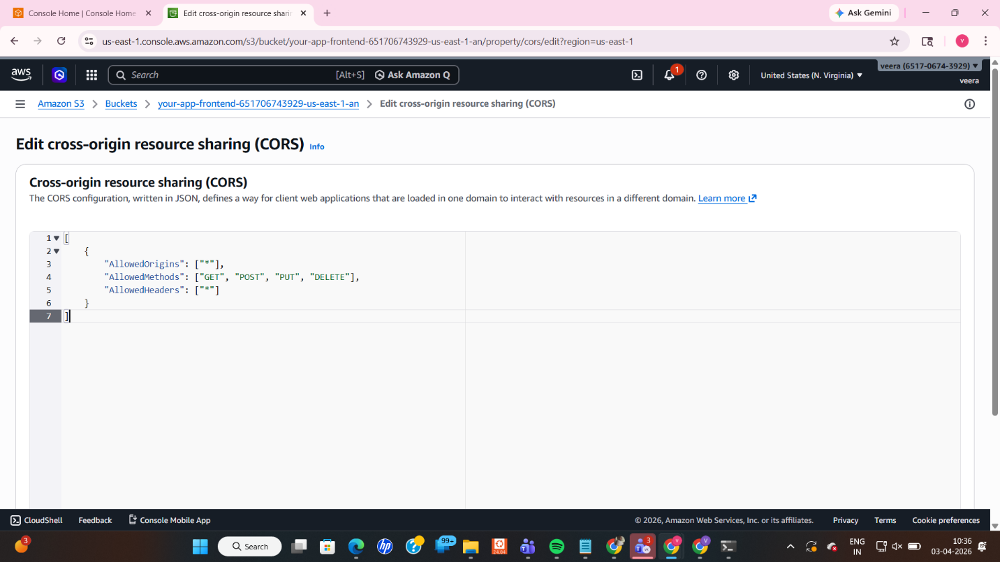 Console Home | Console Home
Edit cross-origin resource sharin
Ask Gemini
us-east-1.console.aws.amazon.com/s3/bucket/your-app-frontend-651706743929-us-east-1-an/property/cors/edit?region=us-east-1
V
aws
Search
[Alt+S]
Ask Amazon Q
1
United States (N. Virginia)
veera (6517-0674-3929)
veera
Amazon S3
Buckets
your-app-frontend-651706743929-us-east-1-an
Edit cross-origin resource sharing (CORS)
Edit cross-origin resource sharing (CORS) Info
Cross-origin resource sharing (CORS)
The CORS configuration, written in JSON, defines a way for client web applications that are loaded in one domain to interact with resources in a different domain. Learn more
1 [
2 {
3 "AllowedOrigins": ["*"],
4 "AllowedMethods": ["GET", "POST", "PUT", "DELETE"],
5 "AllowedHeaders": ["*"]
6 }
7 ]
CloudShell
Feedback
Console Mobile App
© 2026, Amazon Web Services, Inc. or its affiliates.
Privacy
Terms
Cookie preferences
3
Search
hp
99+
24.04
3
ENG
IN
10:36
03-04-2026